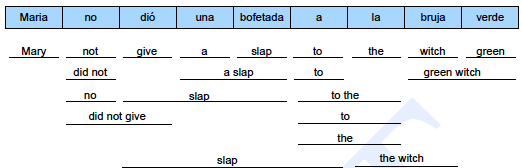 Maria no dió una bofetada a la bruja verde
Mary not give a slap to the witch green
did not a slap to green witch
no slap to the
did not give to
the
slap the witch